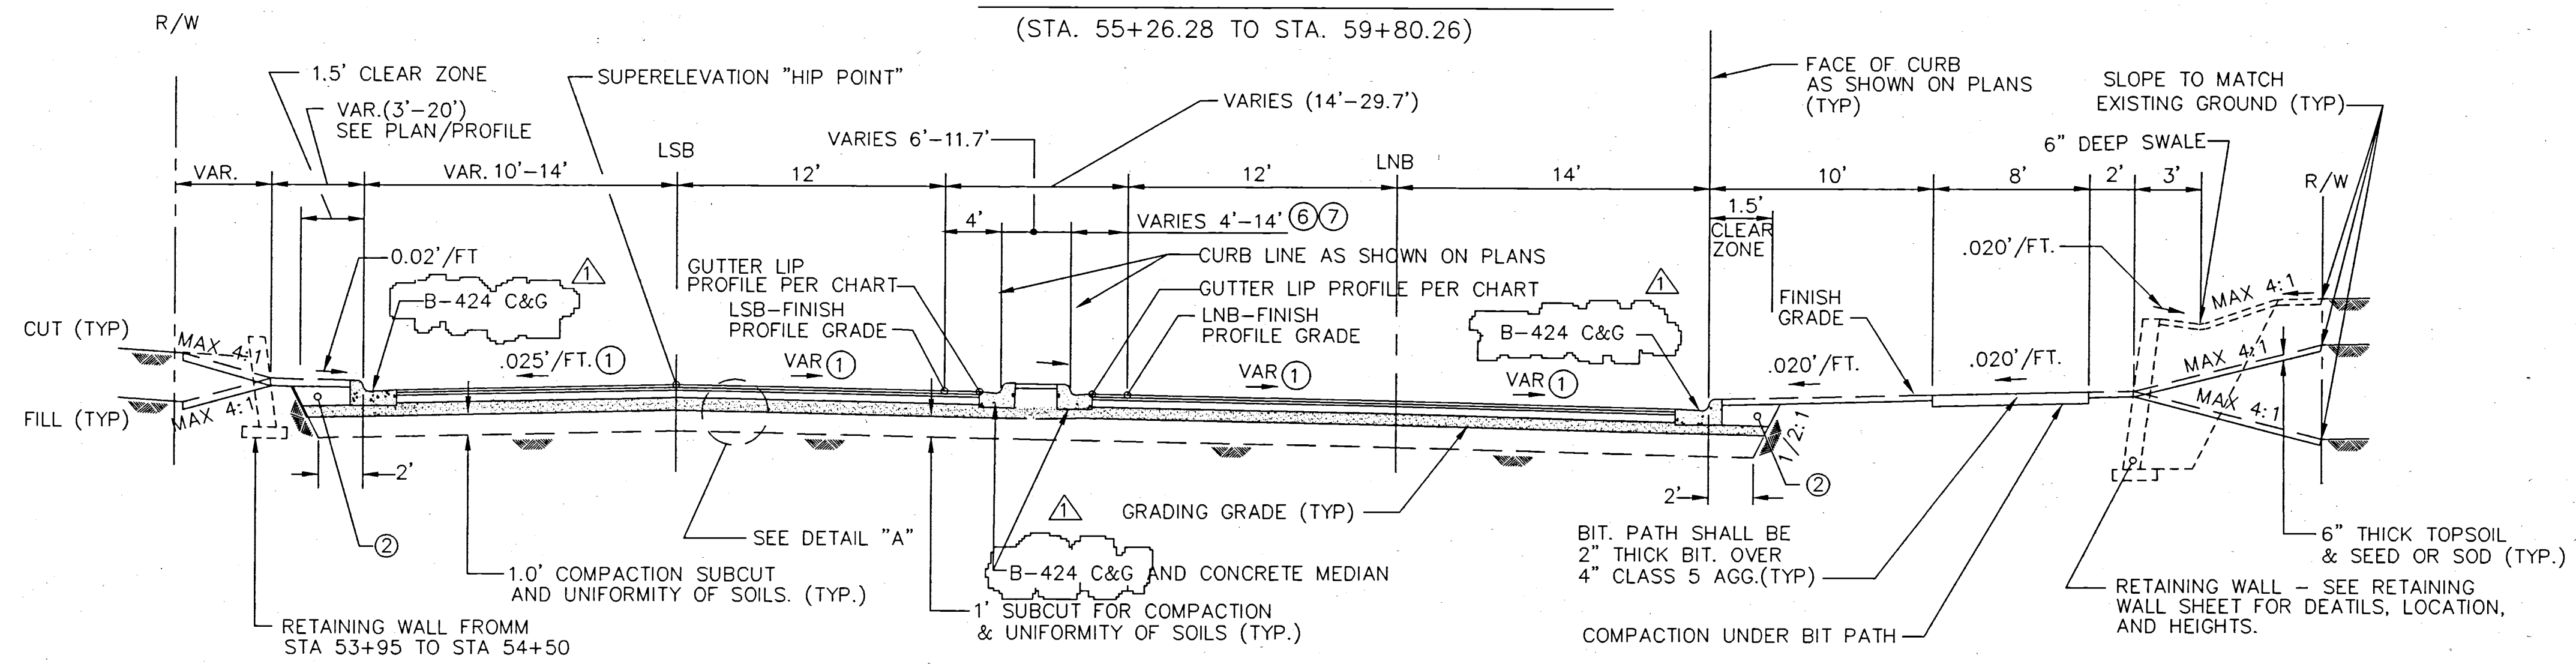 (STA. 55+26.28 TO STA. 59+80.26)
R/W
1.5' CLEAR ZONE
VAR.(3'-20')
SEE PLAN/PROFILE
SUPERELEVATION "HIP POINT"
VARIES (14'-29.7')
VARIES 6'-11.7'
FACE OF CURB
AS SHOWN ON PLANS
(TYP)
SLOPE TO MATCH
EXISTING GROUND (TYP)
6" DEEP SWALE
VAR.
VAR. 10'-14'
LSB
12'
12'
LNB
14'
10'
8'
2'
3'
R/W
4'
VARIES 4'-14' ⑥⑦
1.5'
CLEAR
ZONE
0.02'/FT
B-424 C&G
1
GUTTER LIP
PROFILE PER CHART
LSB-FINISH
PROFILE GRADE
CURB LINE AS SHOWN ON PLANS
GUTTER LIP PROFILE PER CHART
LNB-FINISH
PROFILE GRADE
1
B-424 C&G
FINISH
GRADE
.020'/FT.
MAX 4:1
CUT (TYP)
MAX 4:1
.025'/FT. ①
VAR ①
VAR ①
VAR ①
.020'/FT.
.020'/FT.
MAX 4:1
FILL (TYP)
MAX 4:1
MAX 4:1
1/2:1
2'
②
2'
②
SEE DETAIL "A"
1
GRADING GRADE (TYP)
B-424 C&G AND CONCRETE MEDIAN
1.0' COMPACTION SUBCUT
AND UNIFORMITY OF SOILS. (TYP.)
1' SUBCUT FOR COMPACTION
& UNIFORMITY OF SOILS (TYP.)
BIT. PATH SHALL BE
2" THICK BIT. OVER
4" CLASS 5 AGG.(TYP)
COMPACTION UNDER BIT PATH
6" THICK TOPSOIL
& SEED OR SOD (TYP.)
RETAINING WALL - SEE RETAINING
WALL SHEET FOR DEATILS, LOCATION,
AND HEIGHTS.
RETAINING WALL FROMM
STA 53+95 TO STA 54+50